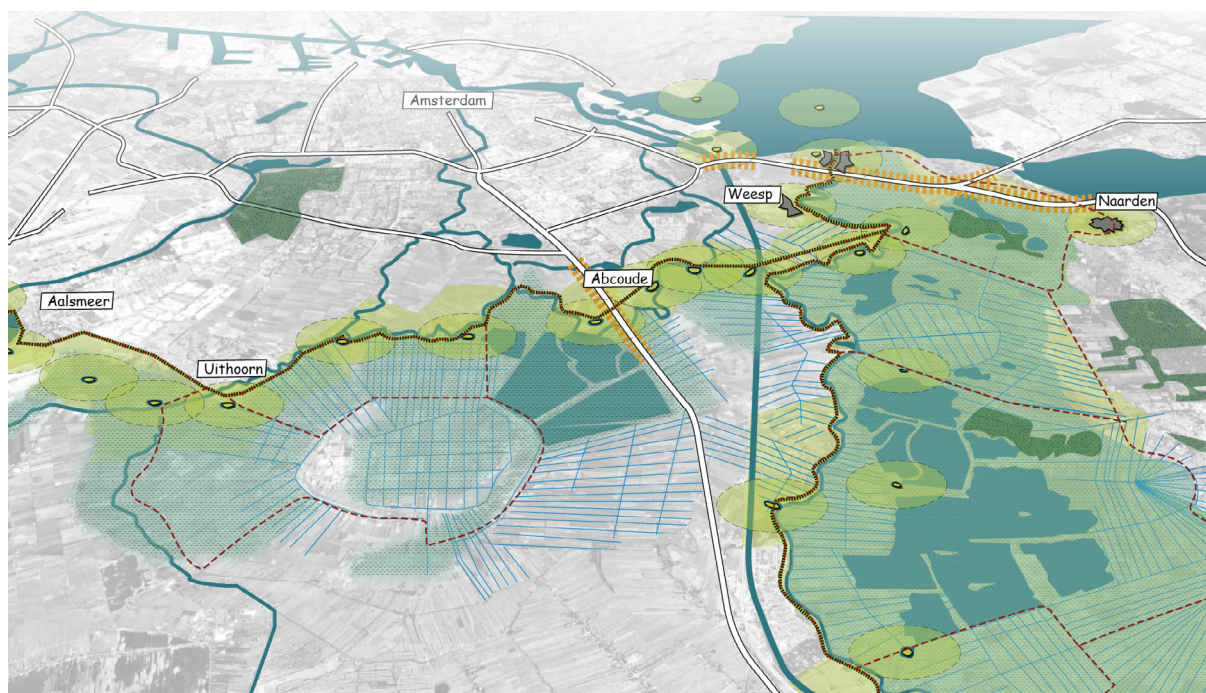 Amsterdam
Weesp
Naarden
Abcoude
Aalsmeer
Uithoorn